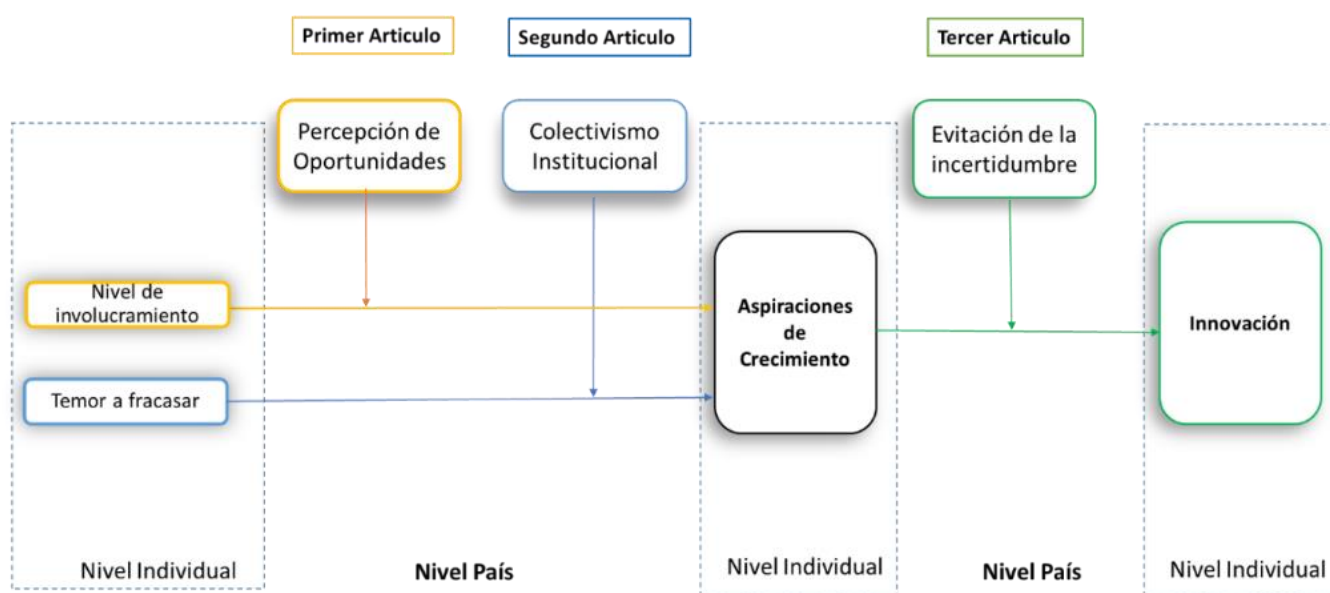 Primer Articulo
Segundo Articulo
Tercer Articulo
Percepción de
Oportunidades
Colectivismo
Institucional
Evitación de la
incertidumbre
Nivel de
involucramiento
Temor a fracasar
Aspiraciones
de
Crecimiento
Innovación
Nivel Individual
Nivel País
Nivel Individual
Nivel País
Nivel Individual